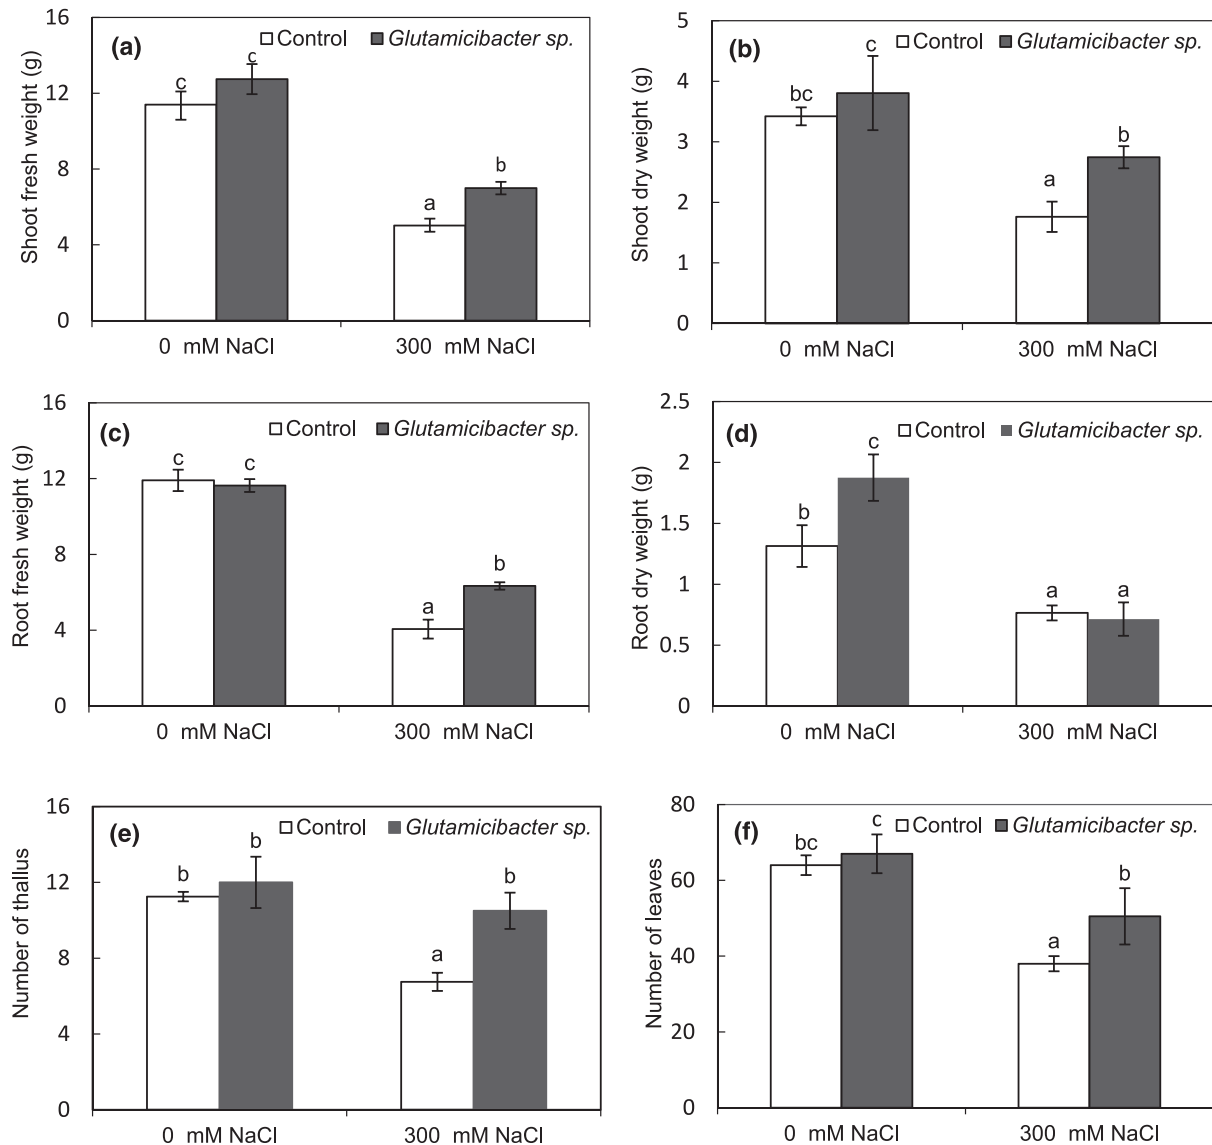 (a)
Control Glutamicibacter sp.
Shoot fresh weight (g)
16
12
8
4
0
c
c
a
b
0 mM NaCl
300 mM NaCl
(b)
Control Glutamicibacter sp.
Shoot dry weight (g)
5
4
3
2
1
0
bc
c
a
b
0 mM NaCl
300 mM NaCl
(c)
Control Glutamicibacter sp.
Root fresh weight (g)
16
12
8
4
0
c
c
a
b
0 mM NaCl
300 mM NaCl
(d)
Control Glutamicibacter sp.
Root dry weight (g)
2.5
2
1.5
1
0.5
0
b
c
a
a
0 mM NaCl
300 mM NaCl
(e)
Control Glutamicibacter sp.
Number of thallus
16
12
8
4
0
b
b
a
b
0 mM NaCl
300 mM NaCl
(f)
Control Glutamicibacter sp.
Number of leaves
80
60
40
20
0
bc
c
a
b
0 mM NaCl
300 mM NaCl